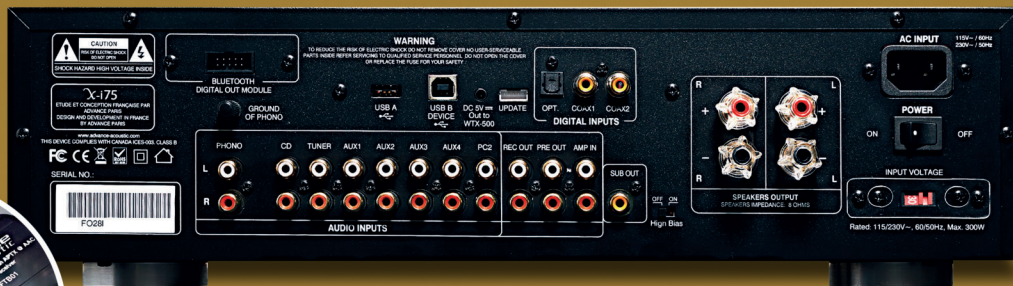 CAUTION
RISK OF ELECTRIC SHOCK
DO NOT OPEN
SHOCK HAZARD HIGH VOLTAGE INSIDE
X-i75
ETUDE ET CONCEPTION FRANÇAISE PAR
ADVANCE PARIS
DESIGN AND DEVELOPMENT IN FRANCE
BY ADVANCE PARIS
www.advance-acoustic.com
THIS DEVICE COMPLIES WITH CANADA ICES-003. CLASS B
FC CE
SERIAL NO.:
FO28I
BLUETOOTH
DIGITAL OUT MODULE
GROUND
OF PHONO
WARNING
TO REDUCE THE RISK OF ELECTRIC SHOCK DO NOT REMOVE COVER NO USER-SERVICEABLE
PARTS INSIDE REFER SERVICING TO QUALIFIED SERVICE PERSONNEL. DO NOT OPEN THE COVER
OR REPLACE THE FUSE FOR YOUR SAFETY
USB A
USB B
DEVICE
DC 5V
Out to
WTX-500
UPDATE
OPT. COAX1 COAX2
DIGITAL INPUTS
PHONO CD TUNER AUX1 AUX2 AUX3 AUX4 PC2 REC OUT PRE OUT AMP IN
L
R
AUDIO INPUTS
SUB OUT
OFF ON
High Bias
R L
+ +
- -
R L
SPEAKERS OUTPUT
SPEAKERS IMPEDANCE: 8 OHMS
AC INPUT
115V~ / 60Hz
230V~ / 50Hz
POWER
ON OFF
INPUT VOLTAGE
Rated: 115/230V~, 60/50Hz, Max. 300W